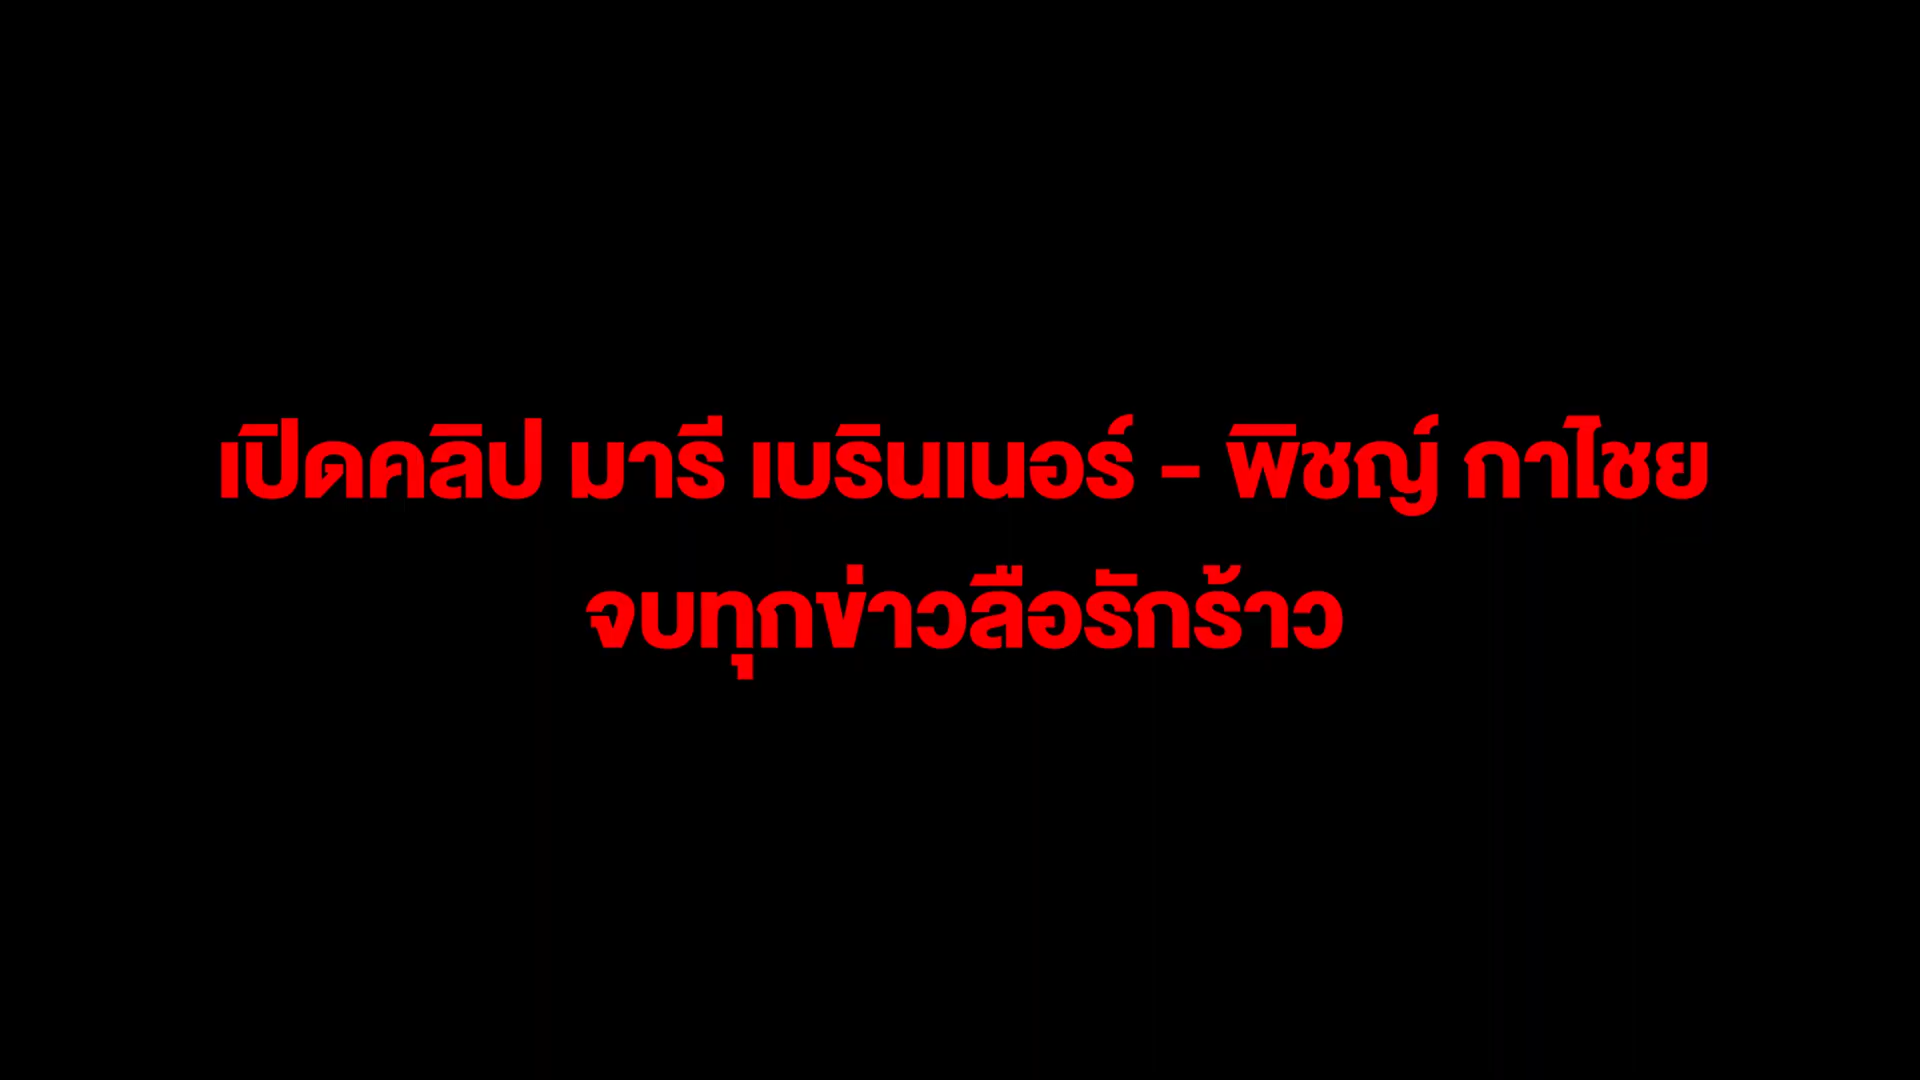 เปิดคลิป มารี เบรินเนอร์ - พิชญ์ กาไชย
จบทุกข่าวลือรักร้าว